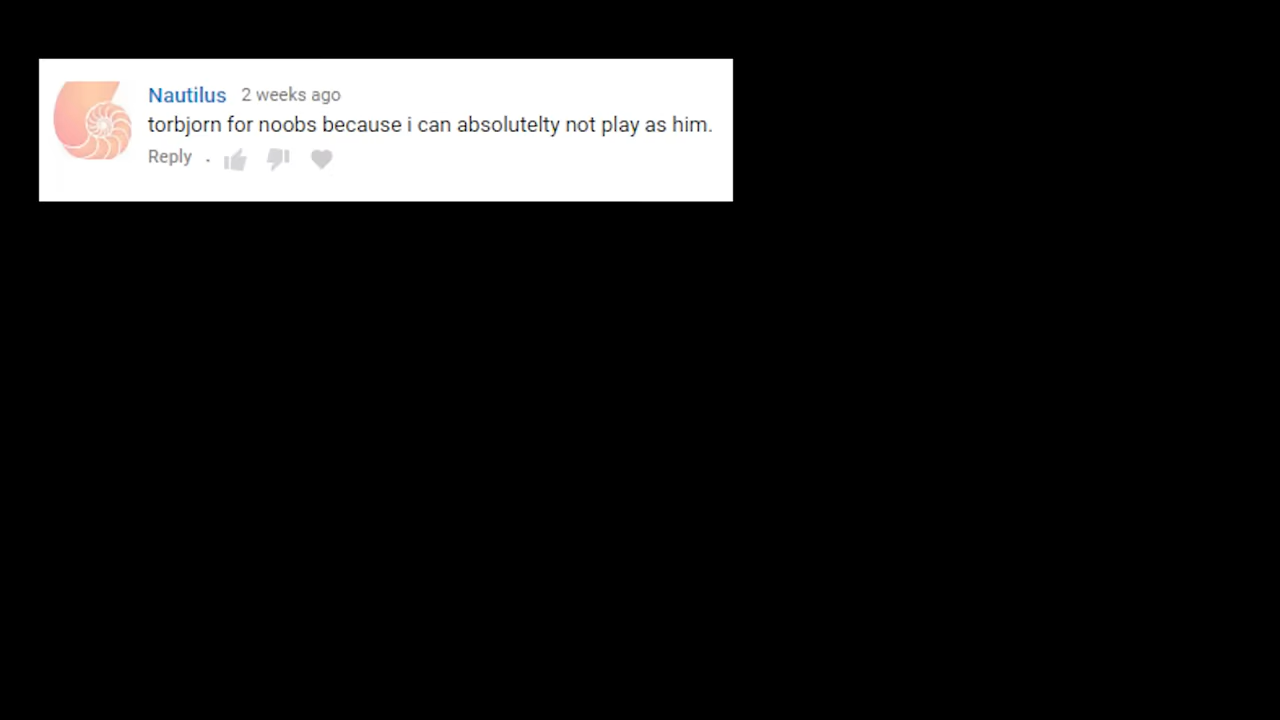 Nautilus 2 weeks ago
torbjorn for noobs because i can absolutelty not play as him.
Reply .